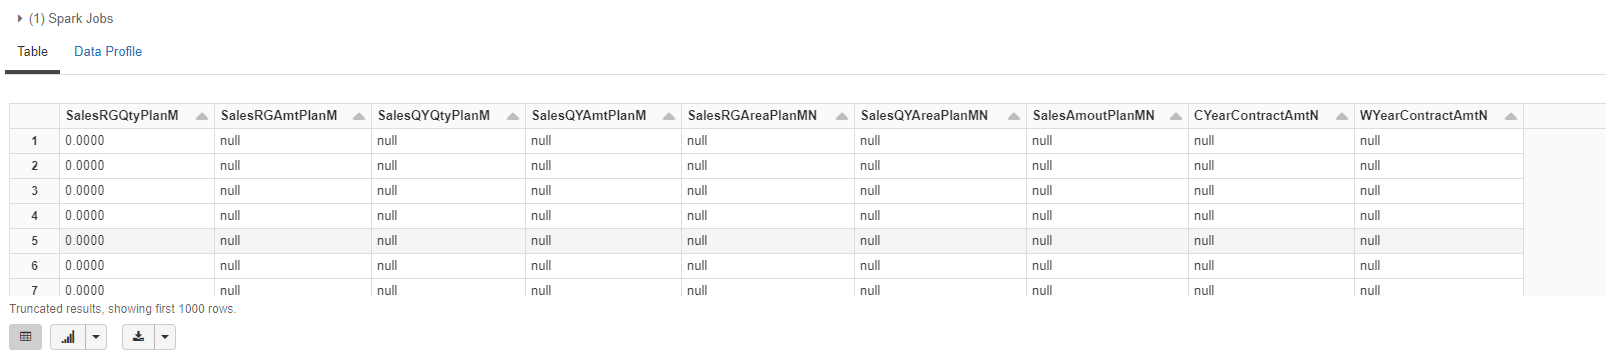 (1) Spark Jobs
Table Data Profile
SalesRGQtyPlanM SalesRGAmtPlanM SalesQYQtyPlanM SalesQYAmtPlanM SalesRGAreaPlanMN SalesQYAreaPlanMN SalesAmoutPlanMN CYearContractAmtN WYearContractAmtN
1 0.0000 null null null null null null null null
2 0.0000 null null null null null null null null
3 0.0000 null null null null null null null null
4 0.0000 null null null null null null null null
5 0.0000 null null null null null null null null
6 0.0000 null null null null null null null null
7 0.0000 null null null null null null null null
Truncated results, showing first 1000 rows.